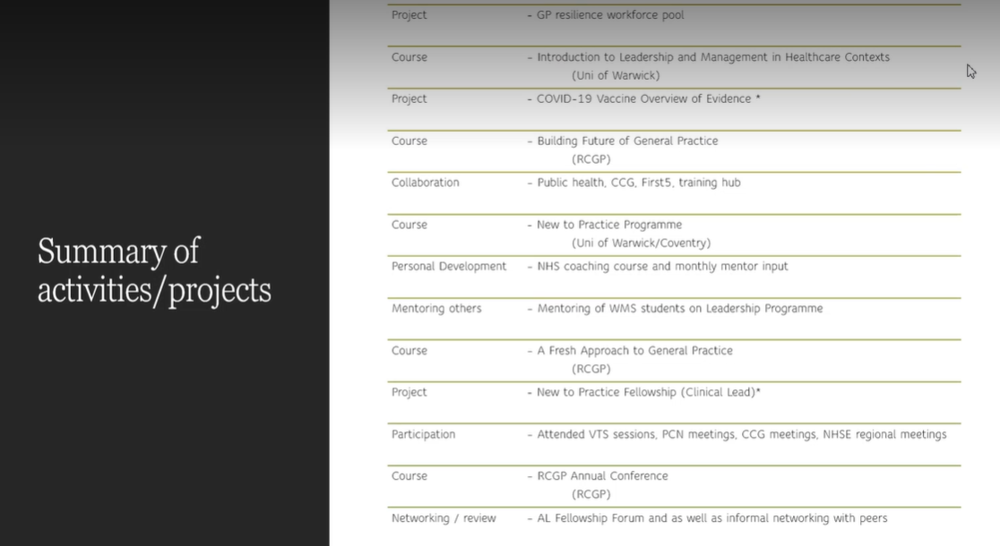 Summary of
activities/projects
Project - GP resilience workforce pool
Course - Introduction to Leadership and Management in Healthcare Contexts
(Uni of Warwick)
Project - COVID-19 Vaccine Overview of Evidence *
Course - Building Future of General Practice
(RCGP)
Collaboration - Public health, CCG, First5, training hub
Course - New to Practice Programme
(Uni of Warwick/Coventry)
Personal Development - NHS coaching course and monthly mentor input
Mentoring others - Mentoring of WMS students on Leadership Programme
Course - A Fresh Approach to General Practice
(RCGP)
Project - New to Practice Fellowship (Clinical Lead)*
Participation - Attended VTS sessions, PCN meetings, CCG meetings, NHSE regional meetings
Course - RCGP Annual Conference
(RCGP)
Networking / review - AL Fellowship Forum and as well as informal networking with peers